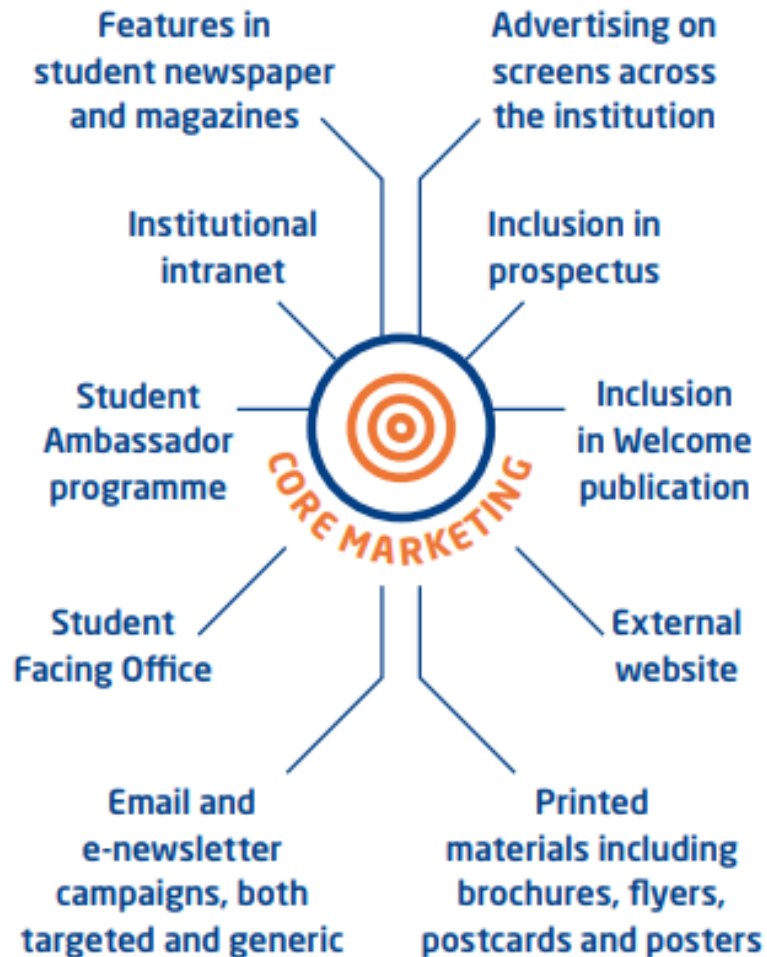 Features in
student newspaper
and magazines
Advertising on
screens across
the institution
Institutional
intranet
Inclusion in
prospectus
Student
Ambassador
programme
Inclusion
in Welcome
publication
CORE MARKETING
Student
Facing Office
External
website
Email and
e-newsletter
campaigns, both
targeted and generic
Printed
materials including
brochures, flyers,
postcards and posters